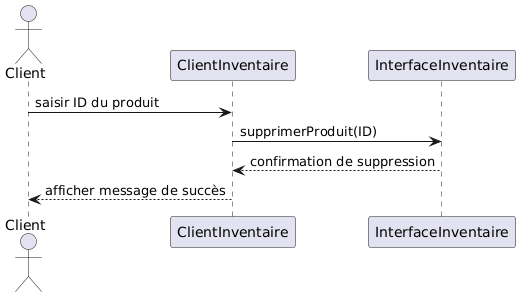 Client
ClientInventaire
InterfaceInventaire
saisir ID du produit
supprimerProduit(ID)
confirmation de suppression
afficher message de succès
Client
ClientInventaire
InterfaceInventaire